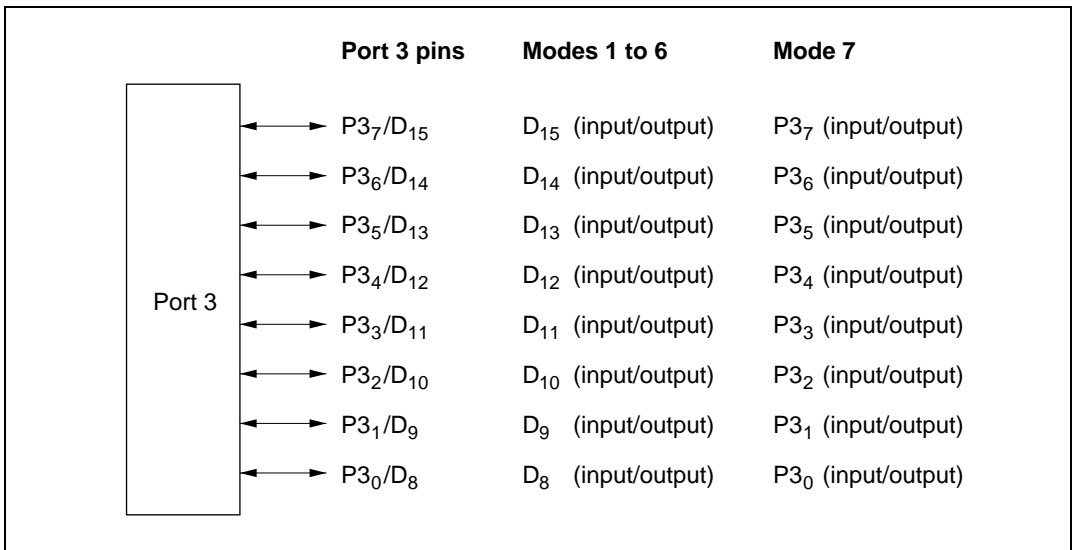 Port 3 pins Modes 1 to 6 Mode 7
P3₇/D₁₅ D₁₅ (input/output) P3₇ (input/output)
P3₆/D₁₄ D₁₄ (input/output) P3₆ (input/output)
P3₅/D₁₃ D₁₃ (input/output) P3₅ (input/output)
P3₄/D₁₂ D₁₂ (input/output) P3₄ (input/output)
Port 3
P3₃/D₁₁ D₁₁ (input/output) P3₃ (input/output)
P3₂/D₁₀ D₁₀ (input/output) P3₂ (input/output)
P3₁/D₉ D₉ (input/output) P3₁ (input/output)
P3₀/D₈ D₈ (input/output) P3₀ (input/output)